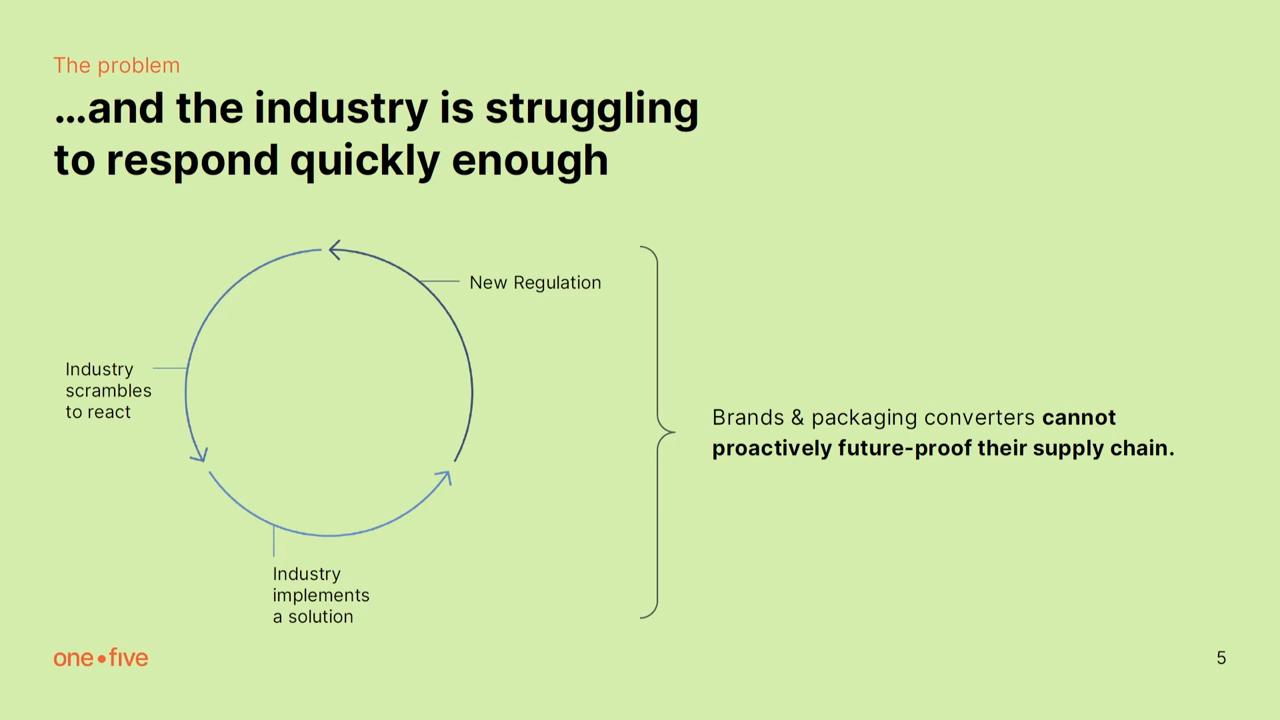 The problem
...and the industry is struggling
to respond quickly enough
New Regulation
Industry
scrambles
to react
Industry
implements
a solution
Brands & packaging converters cannot
proactively future-proof their supply chain.
one•five
5